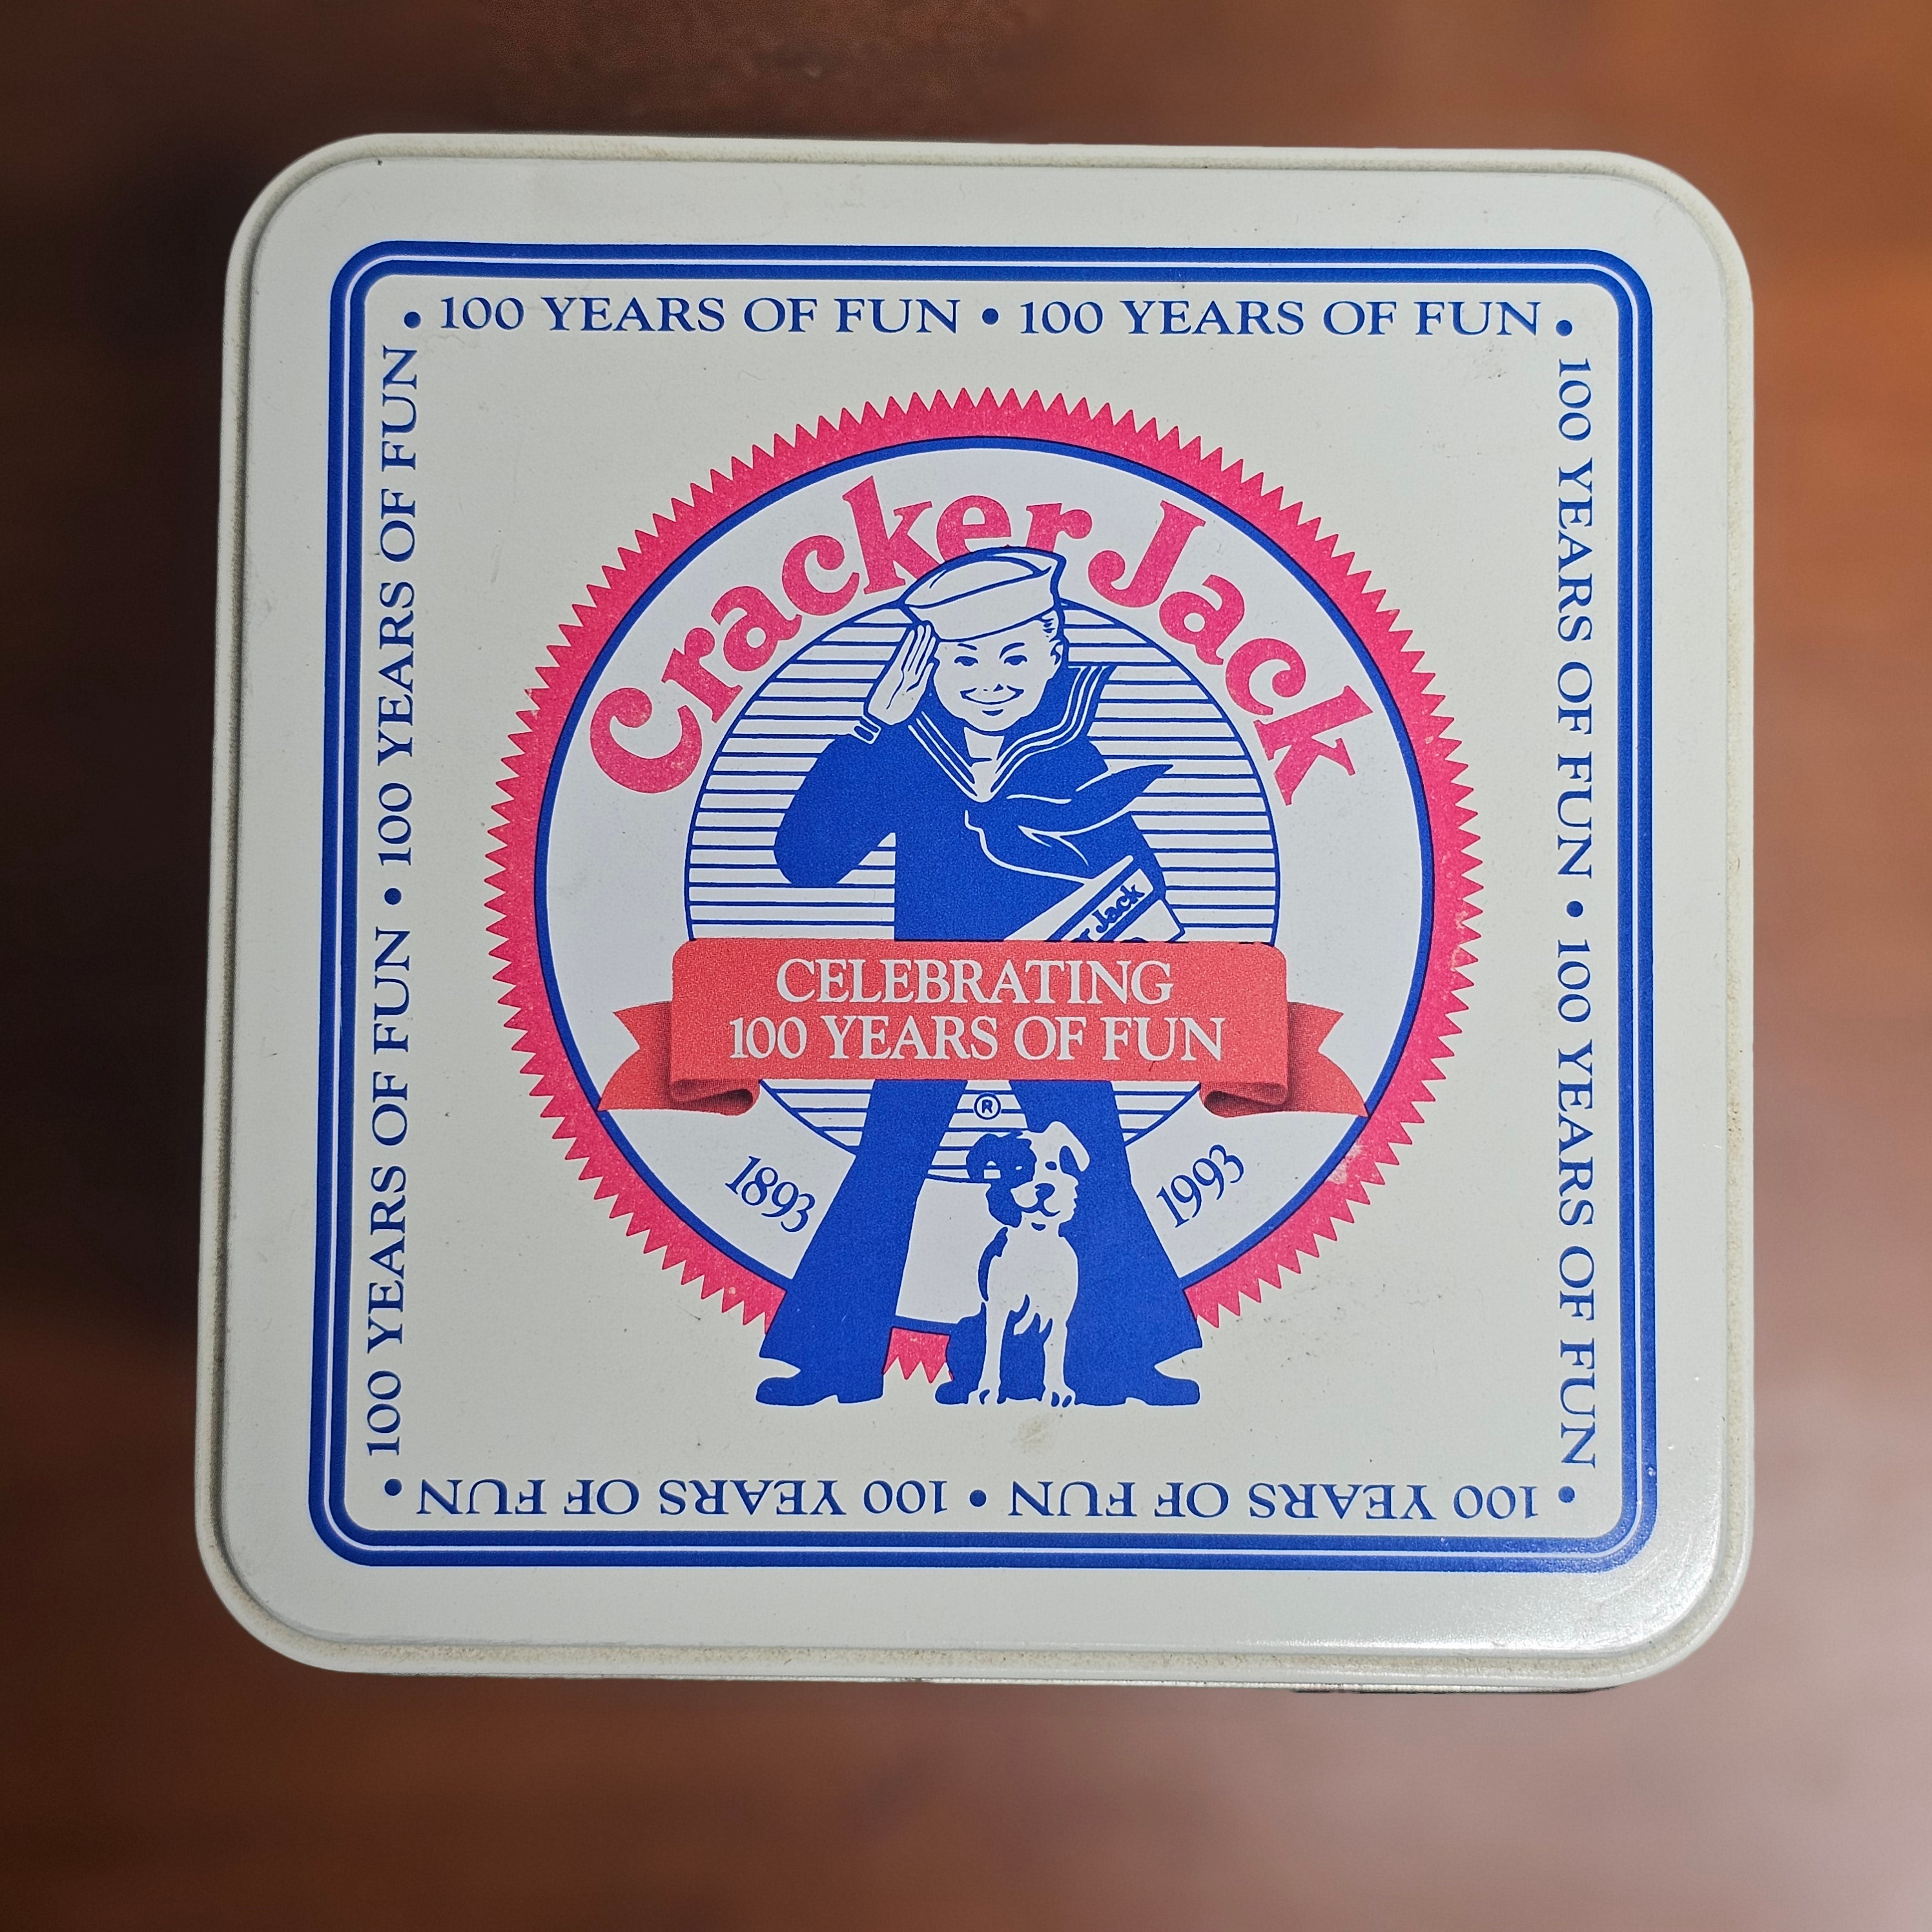 • 100 YEARS OF FUN • 100 YEARS OF FUN •
100 YEARS OF FUN • 100 YEARS OF FUN
• 100 YEARS OF FUN • 100 YEARS OF FUN •
100 YEARS OF FUN • 100 YEARS OF FUN
Cracker Jack
r Jack
CELEBRATING
100 YEARS OF FUN
®
1893
1993